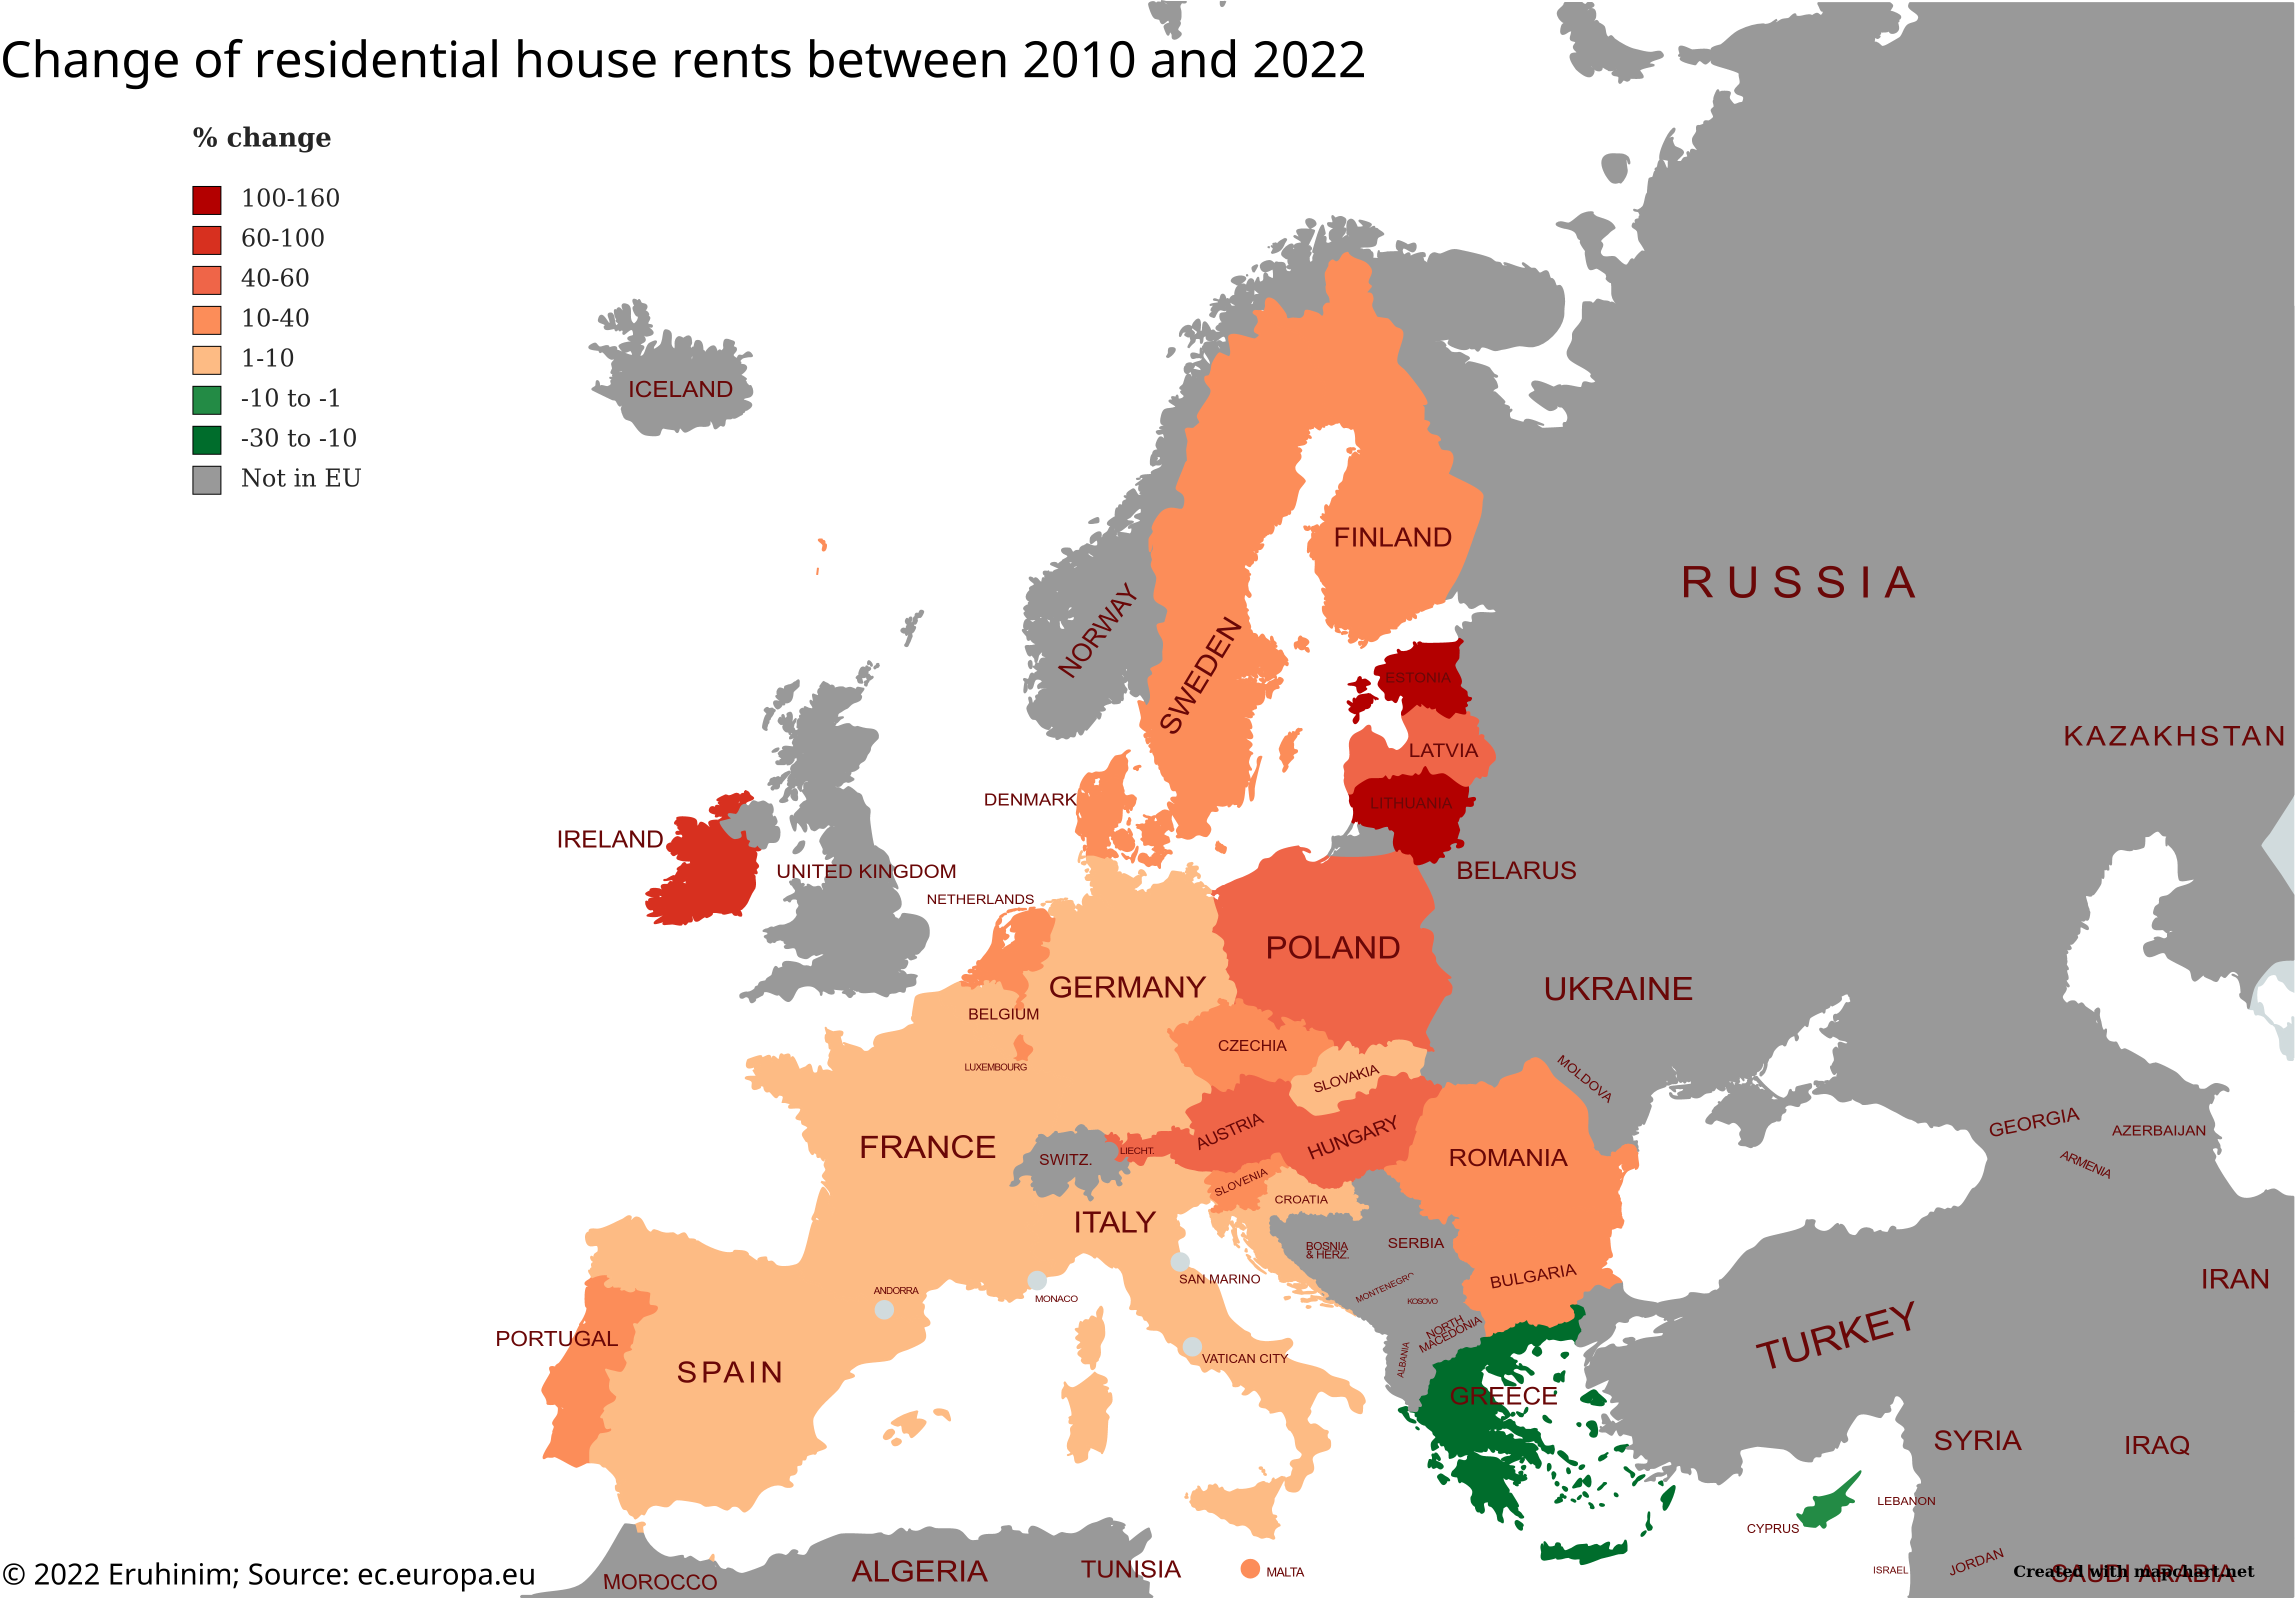 Change of residential house rents between 2010 and 2022
% change
100-160
60-100
40-60
10-40
1-10
-10 to -1
-30 to -10
Not in EU
ICELAND
FINLAND
RUSSIA
NORWAY
SWEDEN
ESTONIA
KAZAKHSTAN
LATVIA
DENMARK
LITHUANIA
IRELAND
UNITED KINGDOM
BELARUS
NETHERLANDS
POLAND
GERMANY
UKRAINE
BELGIUM
CZECHIA
LUXEMBOURG
SLOVAKIA
MOLDOVA
AUSTRIA
HUNGARY
GEORGIA
AZERBAIJAN
FRANCE
LIECHT.
SWITZ.
ROMANIA
ARMENIA
SLOVENIA
CROATIA
ITALY
BOSNIA
& HERZ.
SERBIA
SAN MARINO
BULGARIA
IRAN
ANDORRA
MONACO
MONTENEGRO
KOSOVO
NORTH
MACEDONIA
PORTUGAL
TURKEY
ALBANIA
VATICAN CITY
SPAIN
GREECE
SYRIA
IRAQ
LEBANON
CYPRUS
MALTA
ISRAEL
JORDAN
SAUDI ARABIA
Created with mapchart.net
ALGERIA
TUNISIA
MOROCCO
© 2022 Eruhinim; Source: ec.europa.eu